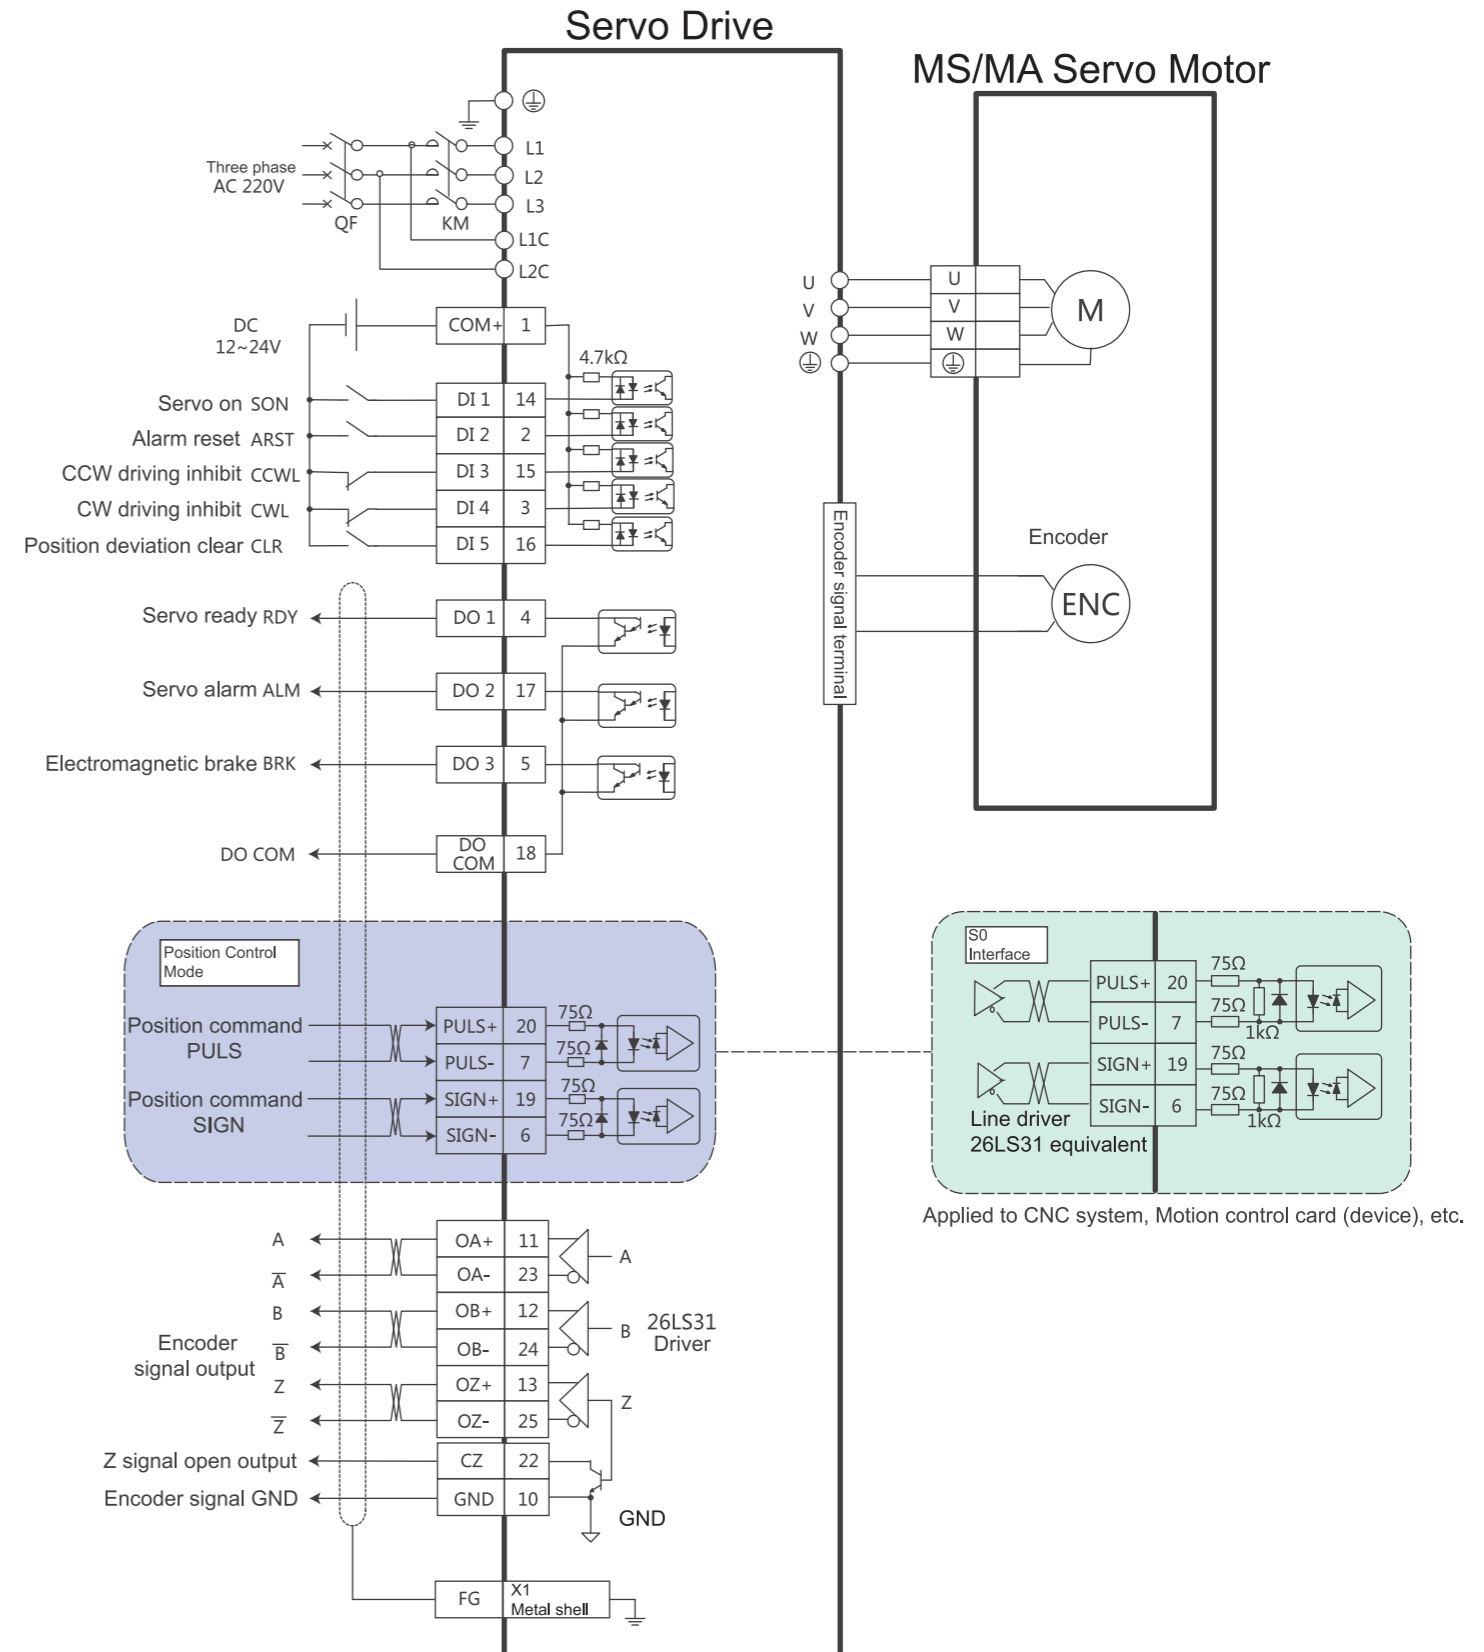 Servo Drive
MS/MA Servo Motor
L1
L2
L3
L1C
L2C
Three phase
AC 220V
QF
KM
U
V
W
U
V
W
M
DC
12~24V
COM+ 1
4.7kΩ
Servo on SON DI 1 14
Alarm reset ARST DI 2 2
CCW driving inhibit CCWL DI 3 15
CW driving inhibit CWL DI 4 3
Position deviation clear CLR DI 5 16
Encoder signal terminal
Encoder
ENC
Servo ready RDY DO 1 4
Servo alarm ALM DO 2 17
Electromagnetic brake BRK DO 3 5
DO COM
DO
COM
18
Position Control
Mode
Position command
PULS
PULS+ 20 75Ω
PULS- 7 75Ω
Position command
SIGN
SIGN+ 19 75Ω
SIGN- 6 75Ω
S0
Interface
PULS+ 20 75Ω
PULS- 7 75Ω
1kΩ
SIGN+ 19 75Ω
SIGN- 6 75Ω
1kΩ
Line driver
26LS31 equivalent
Applied to CNC system, Motion control card (device), etc.
A OA+ 11
A̅ OA- 23
A
B OB+ 12
B̅ OB- 24
B
26LS31
Driver
Encoder
signal output
Z OZ+ 13
Z̅ OZ- 25
Z
Z signal open output CZ 22
Encoder signal GND GND 10
GND
FG
X1
Metal shell